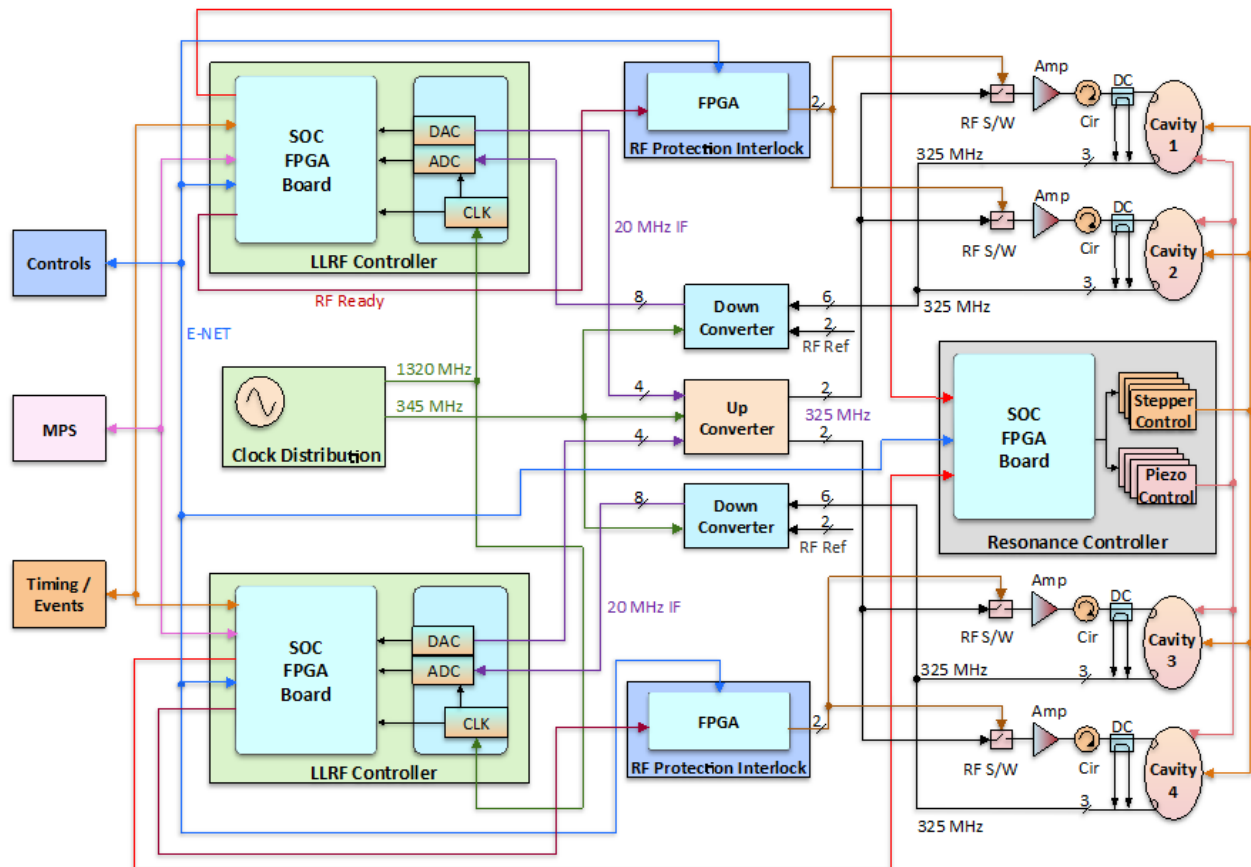 Amp
DC
RF S/W
Cir
Cavity
1
325 MHz
3
SOC
FPGA
Board
DAC
ADC
CLK
LLRF Controller
FPGA
2
RF Protection Interlock
Amp
DC
RF S/W
Cir
Cavity
2
3
325 MHz
20 MHz IF
Controls
RF Ready
E-NET
8
Down
Converter
6
2
RF Ref
1320 MHz
345 MHz
Clock Distribution
4
4
Up
Converter
2
325 MHz
2
MPS
SOC
FPGA
Board
Stepper
Control
Piezo
Control
Resonance Controller
8
Down
Converter
6
2
RF Ref
Timing /
Events
SOC
FPGA
Board
DAC
ADC
CLK
LLRF Controller
20 MHz IF
FPGA
2
RF Protection Interlock
Amp
DC
RF S/W
Cir
Cavity
3
3
325 MHz
Amp
DC
RF S/W
Cir
Cavity
4
3
325 MHz